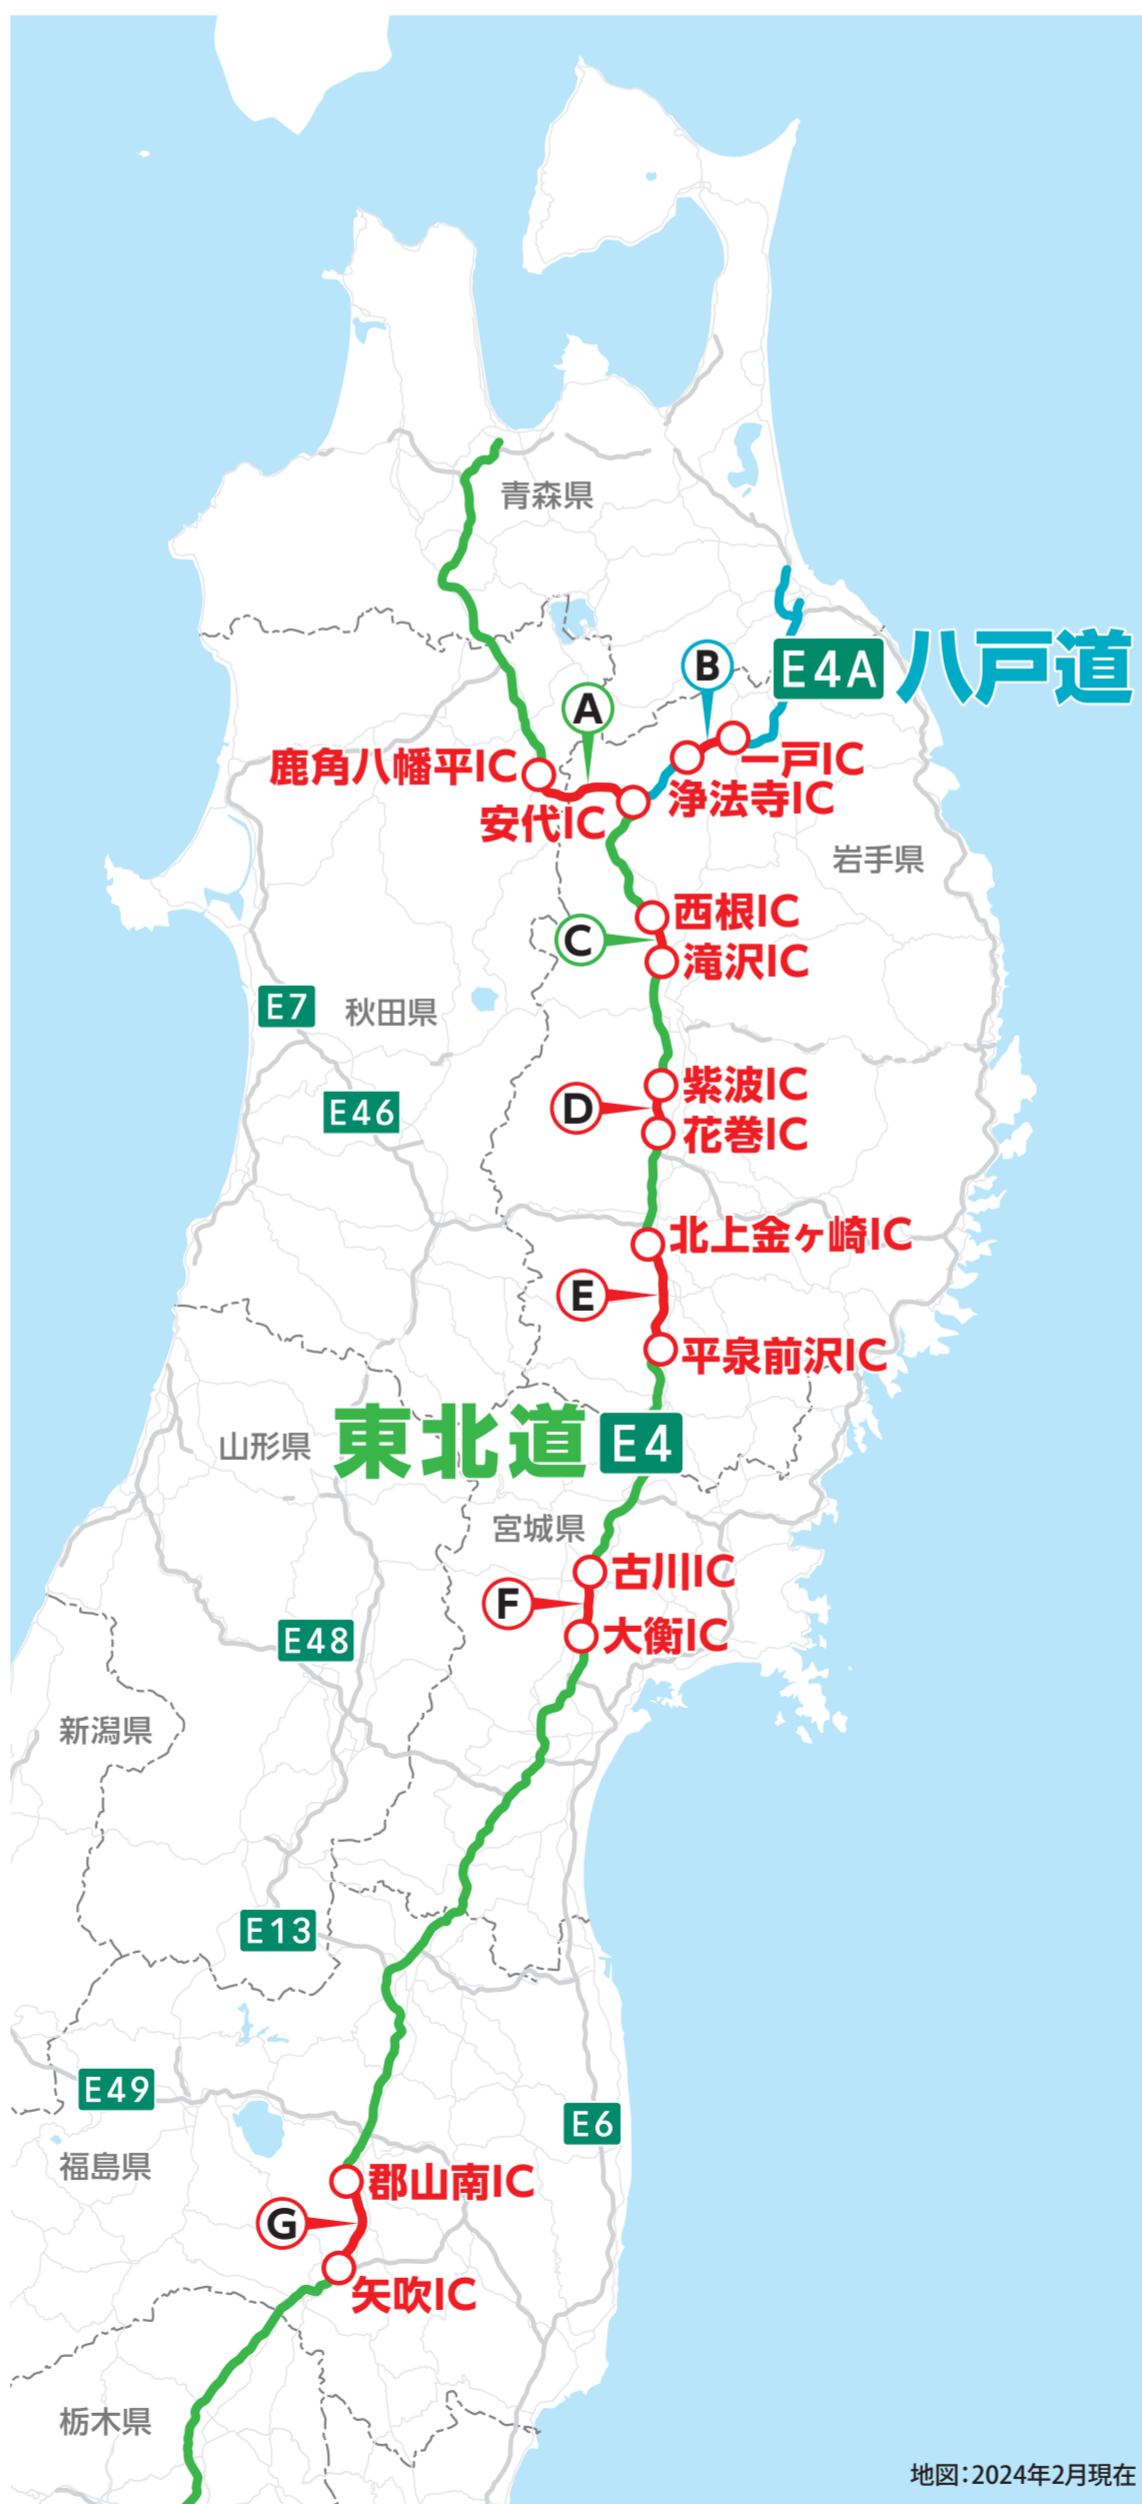 青森県
B
E4A 八戸道
A
鹿角八幡平IC
一戸IC
浄法寺IC
安代IC
岩手県
西根IC
C
滝沢IC
E7
秋田県
紫波IC
D
E46
花巻IC
北上金ヶ崎IC
E
平泉前沢IC
山形県
東北道 E4
宮城県
古川IC
F
大衡IC
E48
新潟県
E13
E49
E6
福島県
郡山南IC
G
矢吹IC
栃木県
地図：2024年2月現在